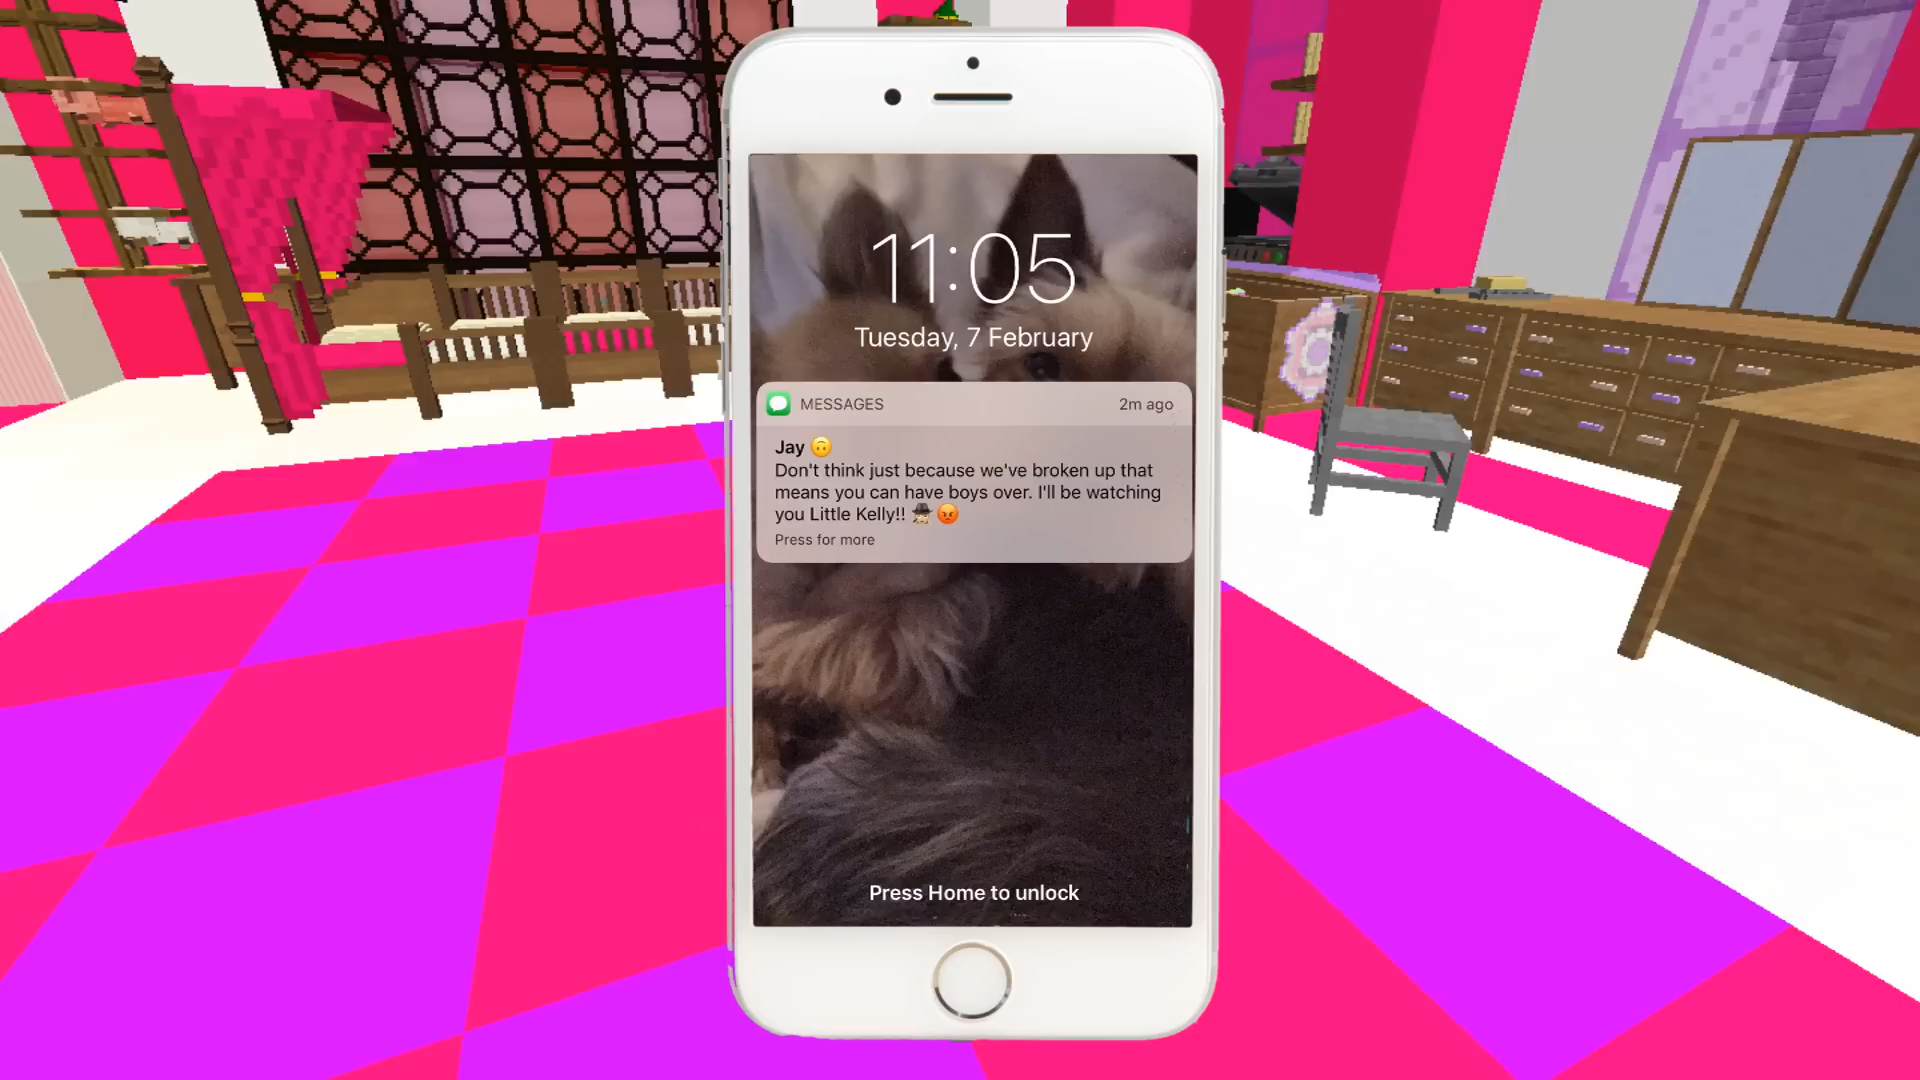 11:05
Tuesday, 7 February
MESSAGES 2m ago
Jay 🙃
Don't think just because we've broken up that
means you can have boys over. I'll be watching
you Little Kelly!! 🕵️ 😡
Press for more
Press Home to unlock